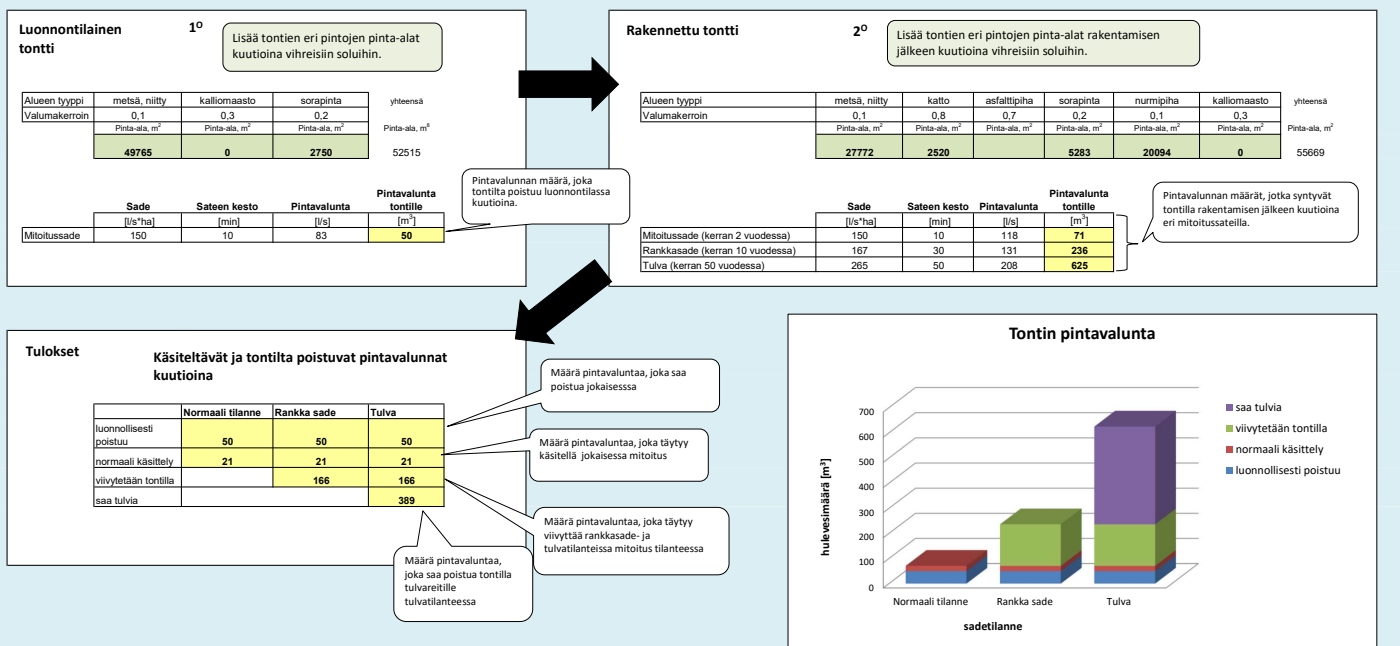 Luonnontilainen tontti
1⁰
Lisää tontien eri pintojen pinta-alat
kuutioina vihreisiin soluihin.
Alueen tyyppi metsä, niitty kalliomaasto sorapinta yhteensä
Valumakerroin 0,1 0,3 0,2
Pinta-ala, m² Pinta-ala, m² Pinta-ala, m² Pinta-ala, m⁸
49765 0 2750 52515
Pintavalunnan määrä, joka
tontilta poistuu luonnontilassa
kuutioina.
Sade Sateen kesto Pintavalunta Pintavalunta tontille
[l/s*ha] [min] [l/s] [m³]
Mitoitussade 150 10 83 50
Rakennettu tontti
2⁰
Lisää tontien eri pintojen pinta-alat rakentamisen
jälkeen kuutioina vihreisiin soluihin.
Alueen tyyppi metsä, niitty katto asfalttipiha sorapinta nurmipiha kalliomaasto yhteensä
Valumakerroin 0,1 0,8 0,7 0,2 0,1 0,3
Pinta-ala, m² Pinta-ala, m² Pinta-ala, m² Pinta-ala, m² Pinta-ala, m² Pinta-ala, m² Pinta-ala, m²
27772 2520 5283 20094 0 55669
Sade Sateen kesto Pintavalunta Pintavalunta tontille
[l/s*ha] [min] [l/s] [m³]
Mitoitussade (kerran 2 vuodessa) 150 10 118 71
Rankkasade (kerran 10 vuodessa) 167 30 131 236
Tulva (kerran 50 vuodessa) 265 50 208 625
Pintavalunnan määrät, jotka syntyvät
tontilla rakentamisen jälkeen kuutioina
eri mitoitussateilla.
Tulokset
Käsiteltävät ja tontilta poistuvat pintavalunnat
kuutioina
Normaali tilanne Rankka sade Tulva
luonnollisesti poistuu 50 50 50
normaali käsittely 21 21 21
viivytetään tontilla 166 166
saa tulvia 389
Määrä pintavaluntaa, joka saa
poistua jokaisesssa
Määrä pintavaluntaa, joka täytyy
käsitellä jokaisessa mitoitus
Määrä pintavaluntaa, joka täytyy
viivyttää rankkasade- ja
tulvatilanteissa mitoitus tilanteessa
Määrä pintavaluntaa,
joka saa poistua tontilla
tulvareitille
tulvatilanteessa
Tontin pintavalunta
hulevesimäärä [m³]
700
600
500
400
300
200
100
0
Normaali tilanne Rankka sade Tulva
sadetilanne
saa tulvia
viivytetään tontilla
normaali käsittely
luonnollisesti poistuu